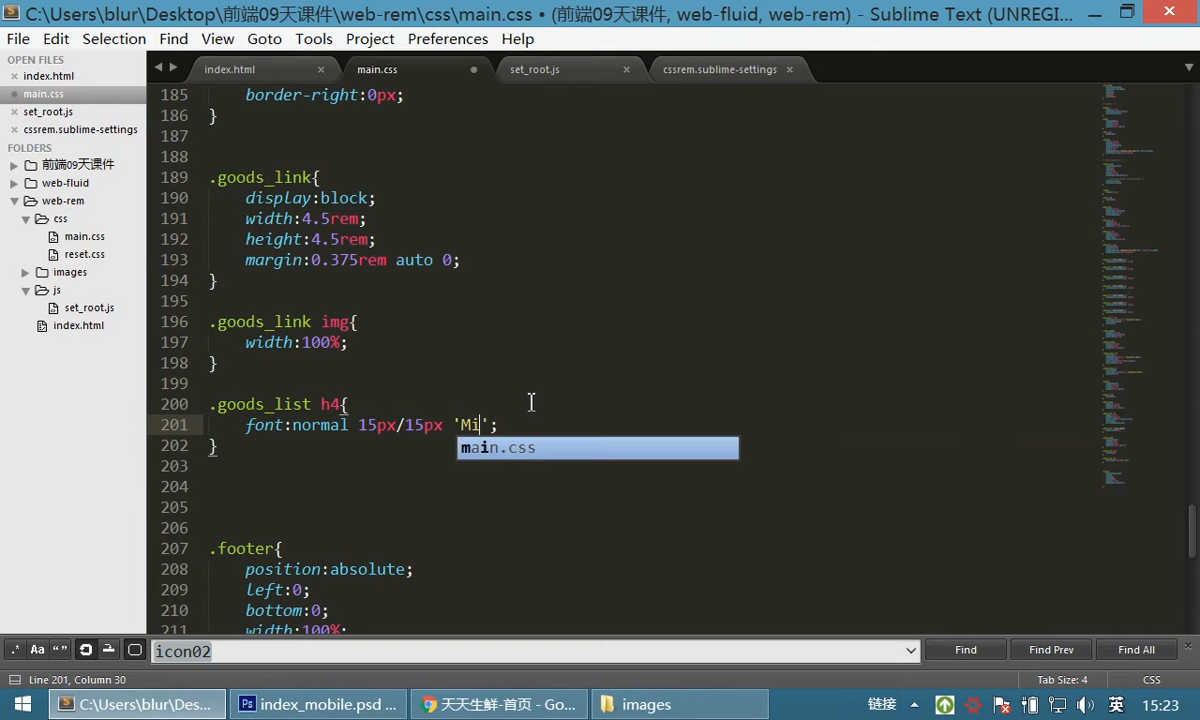 C:\Users\blur\Desktop\前端09天课件\web-rem\css\main.css • (前端09天课件, web-fluid, web-rem) - Sublime Text (UNREGI...
File Edit Selection Find View Goto Tools Project Preferences Help
OPEN FILES
index.html
main.css
set_root.js
cssrem.sublime-settings
FOLDERS
前端09天课件
web-fluid
web-rem
css
main.css
reset.css
images
js
set_root.js
index.html
index.html main.css set_root.js cssrem.sublime-settings
185 border-right:0px;
186 }
187
188
189 .goods_link{
190 display:block;
191 width:4.5rem;
192 height:4.5rem;
193 margin:0.375rem auto 0;
194 }
195
196 .goods_link img{
197 width:100%;
198 }
199
200 .goods_list h4{
201 font:normal 15px/15px 'Mi';
main.css
202 }
203
204
205
206
207 .footer{
208 position:absolute;
209 left:0;
210 bottom:0;
211 width:100%;
.* Aa “” icon02 Find Find Prev Find All
Line 201, Column 30 Tab Size: 4 CSS
C:\Users\blur\Des... index_mobile.psd ... 天天生鲜-首页 - Go... images 链接 英 15:23